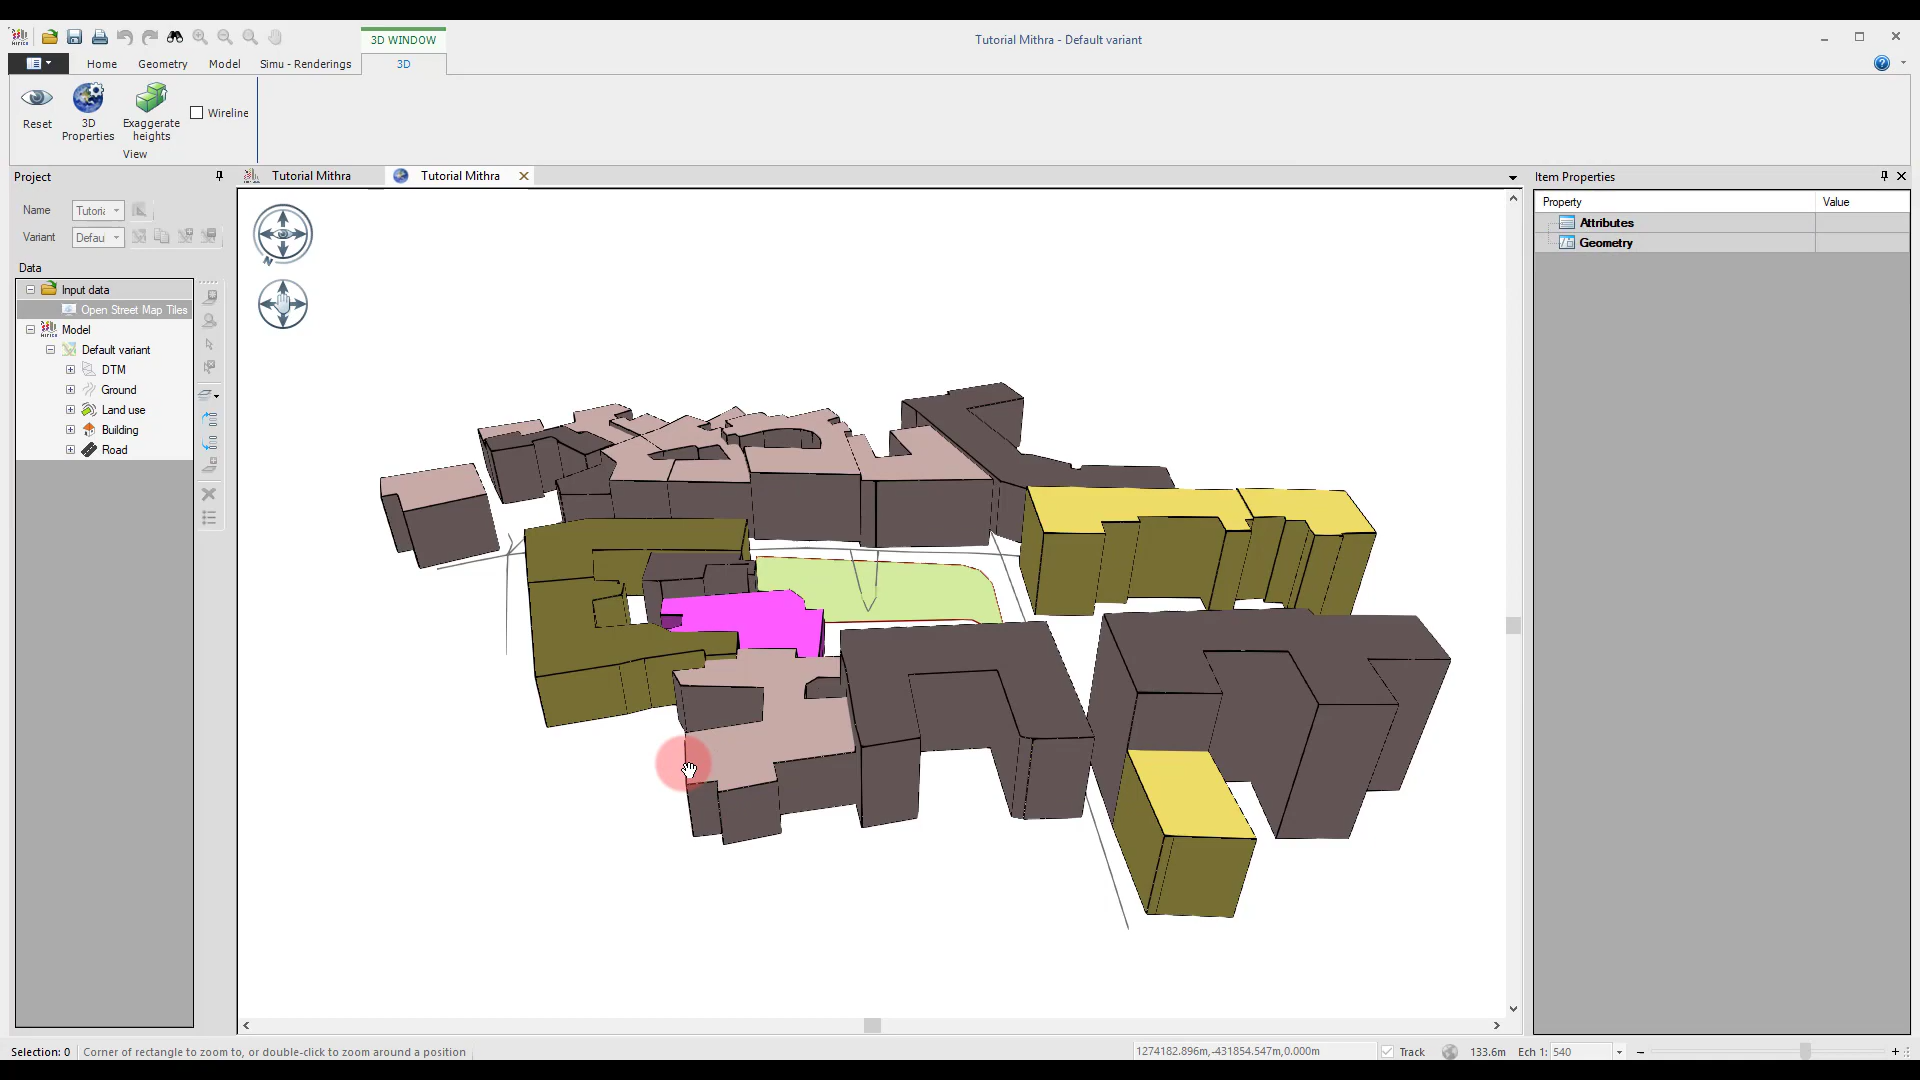 3D WINDOW
Tutorial Mithra - Default variant
Home
Geometry
Model
Simu - Renderings
3D
Reset
3D
Properties
Exaggerate
heights
Wireline
View
Project
Tutorial Mithra
Tutorial Mithra
Item Properties
Name
Tutoria
Variant
Defaul
Data
Property
Value
Attributes
Geometry
Input data
Open Street Map Tiles
Model
Default variant
DTM
Ground
Land use
Building
Road
N
Selection: 0
Corner of rectangle to zoom to, or double-click to zoom around a position
1274182.896m,-431854.547m,0.000m
Track
133.6m
Ech 1:
540